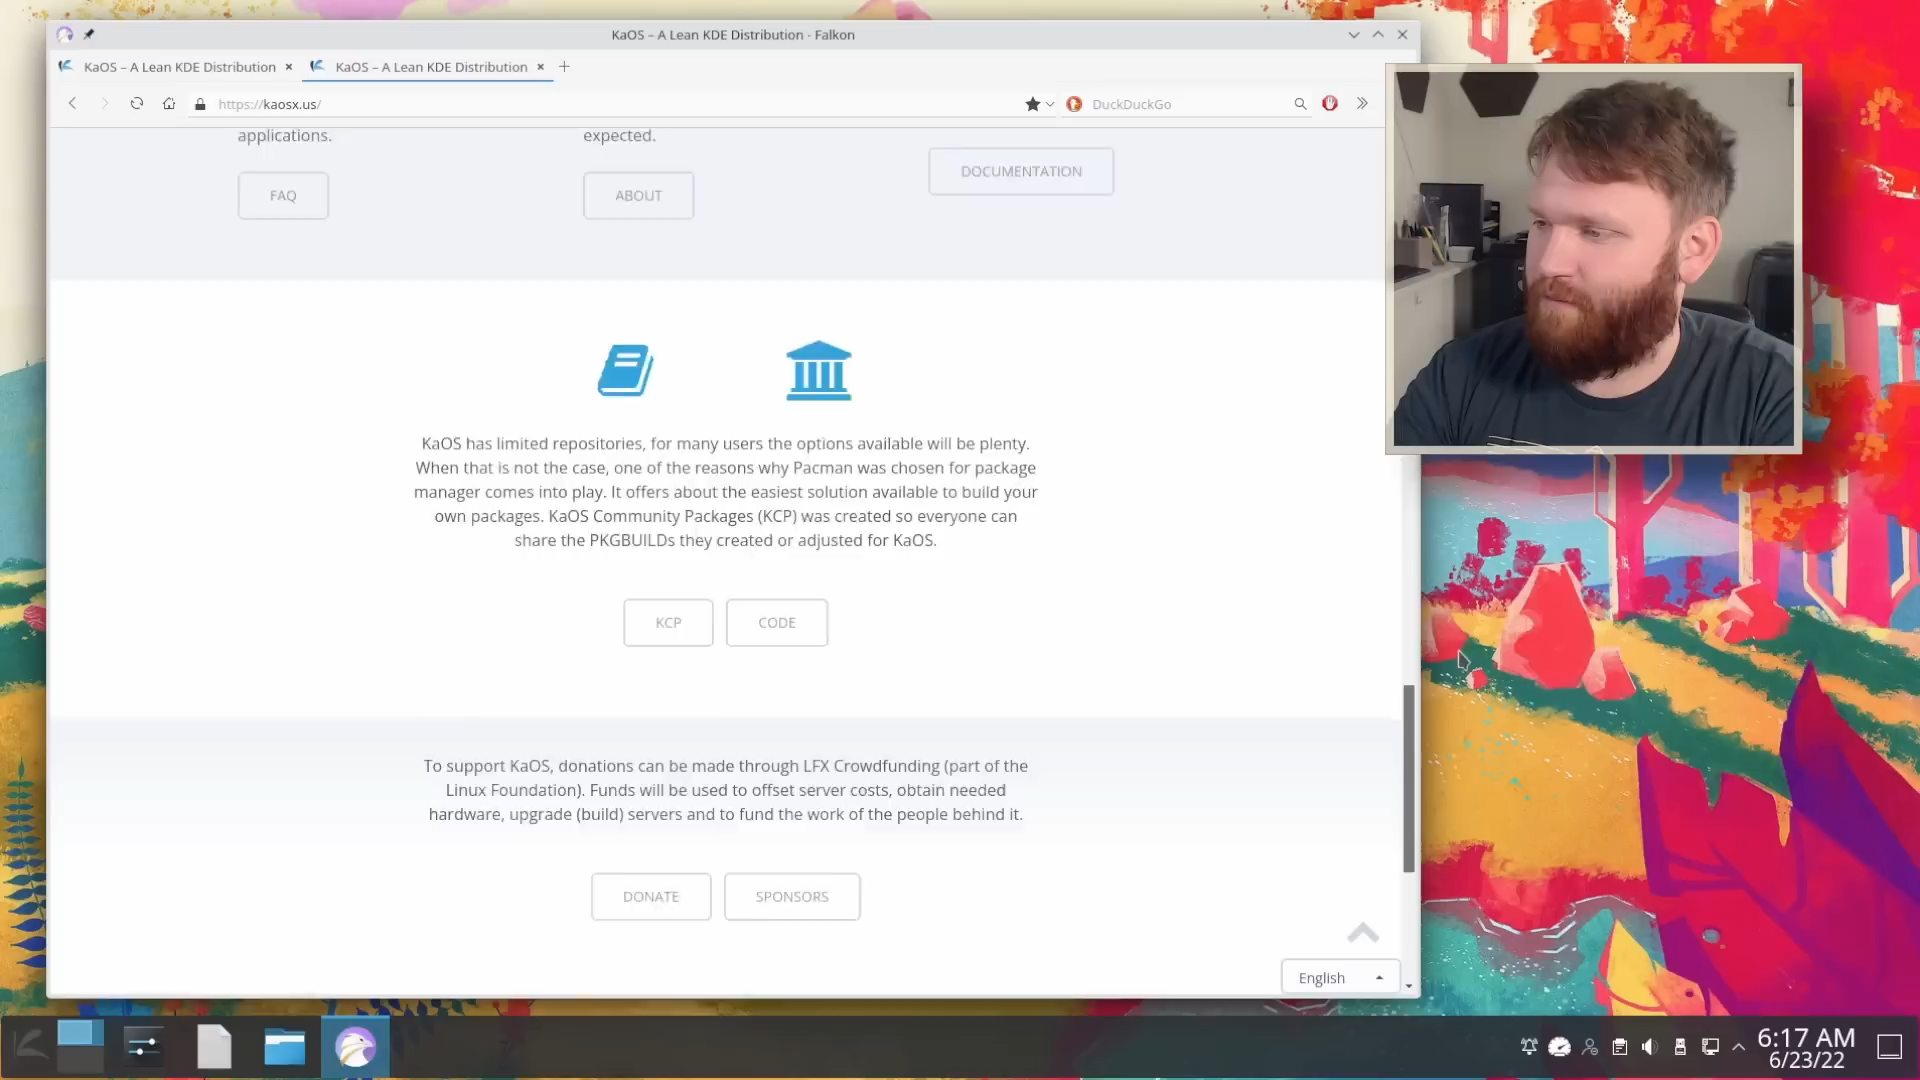 KaOS – A Lean KDE Distribution - Falkon
KaOS – A Lean KDE Distribution
KaOS – A Lean KDE Distribution
https://kaosx.us/
DuckDuckGo
applications.
expected.
DOCUMENTATION
FAQ
ABOUT
KaOS has limited repositories, for many users the options available will be plenty.
When that is not the case, one of the reasons why Pacman was chosen for package
manager comes into play. It offers about the easiest solution available to build your
own packages. KaOS Community Packages (KCP) was created so everyone can
share the PKGBUILDs they created or adjusted for KaOS.
KCP
CODE
To support KaOS, donations can be made through LFX Crowdfunding (part of the
Linux Foundation). Funds will be used to offset server costs, obtain needed
hardware, upgrade (build) servers and to fund the work of the people behind it.
DONATE
SPONSORS
English
6:17 AM
6/23/22